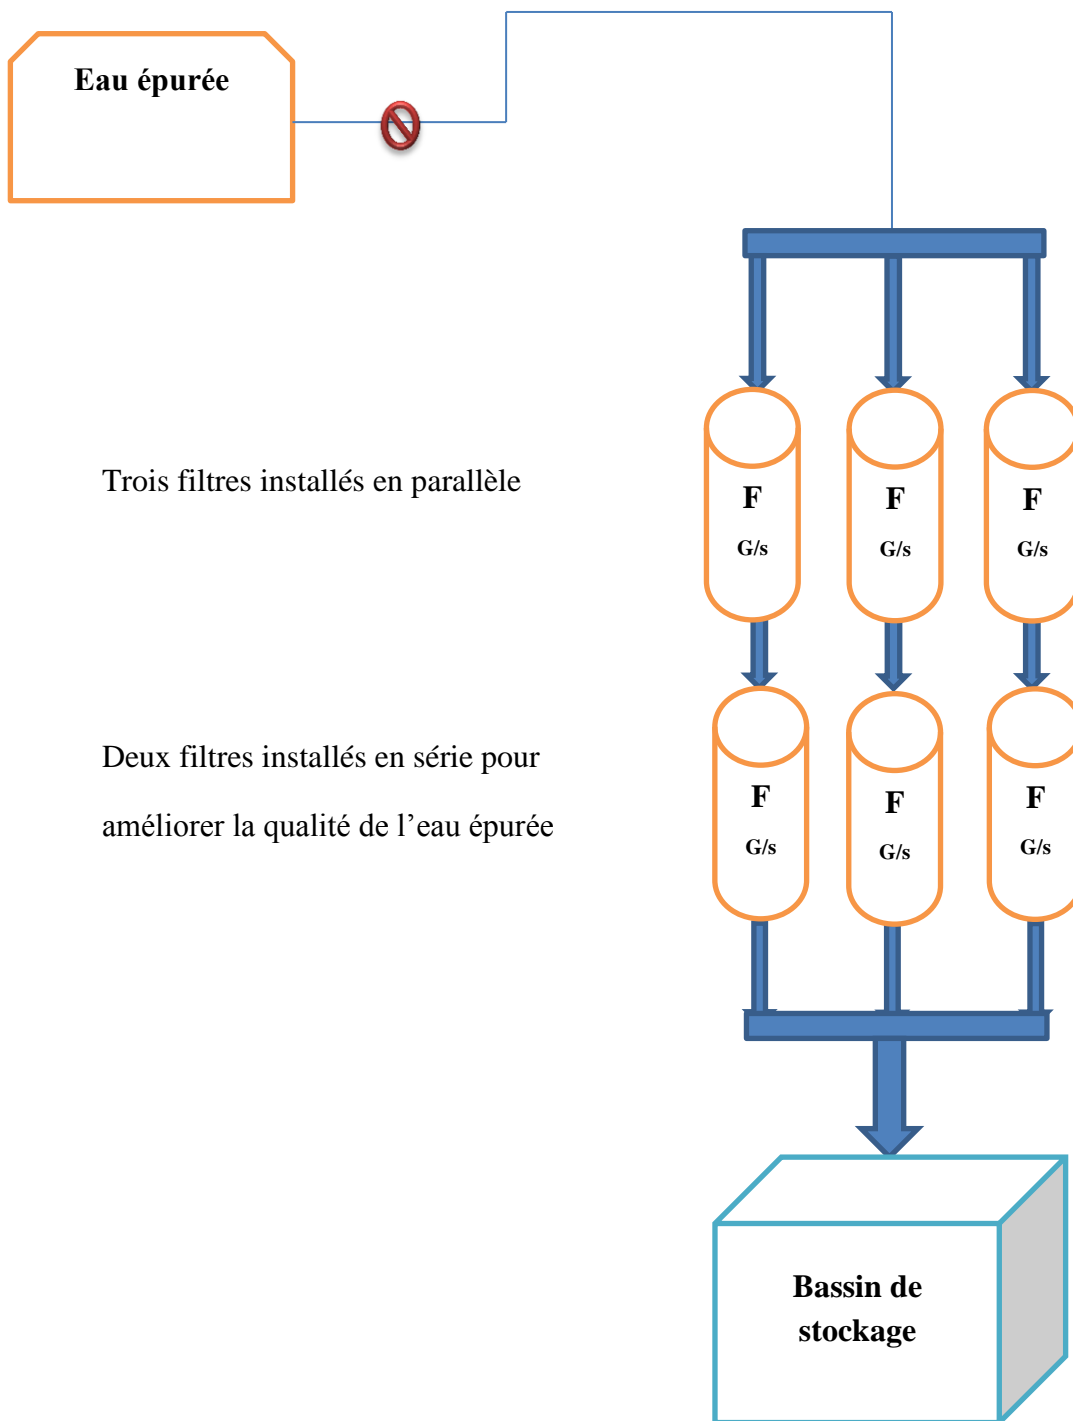 Eau épurée
Trois filtres installés en parallèle
F
G/s
F
G/s
F
G/s
Deux filtres installés en série pour
améliorer la qualité de l’eau épurée
F
G/s
F
G/s
F
G/s
Bassin de
stockage